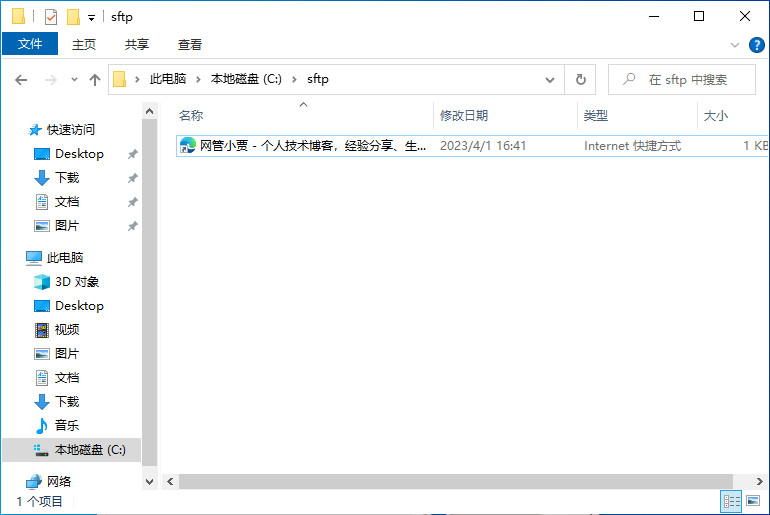 sftp
文件 主页 共享 查看
此电脑 本地磁盘 (C:) sftp 在 sftp 中搜索
名称 修改日期 类型 大小
网管小贾 - 个人技术博客，经验分享、生... 2023/4/1 16:41 Internet 快捷方式 1 KB
快速访问
Desktop
下载
文档
图片
此电脑
3D 对象
Desktop
视频
图片
文档
下载
音乐
本地磁盘 (C:)
网络
1 个项目